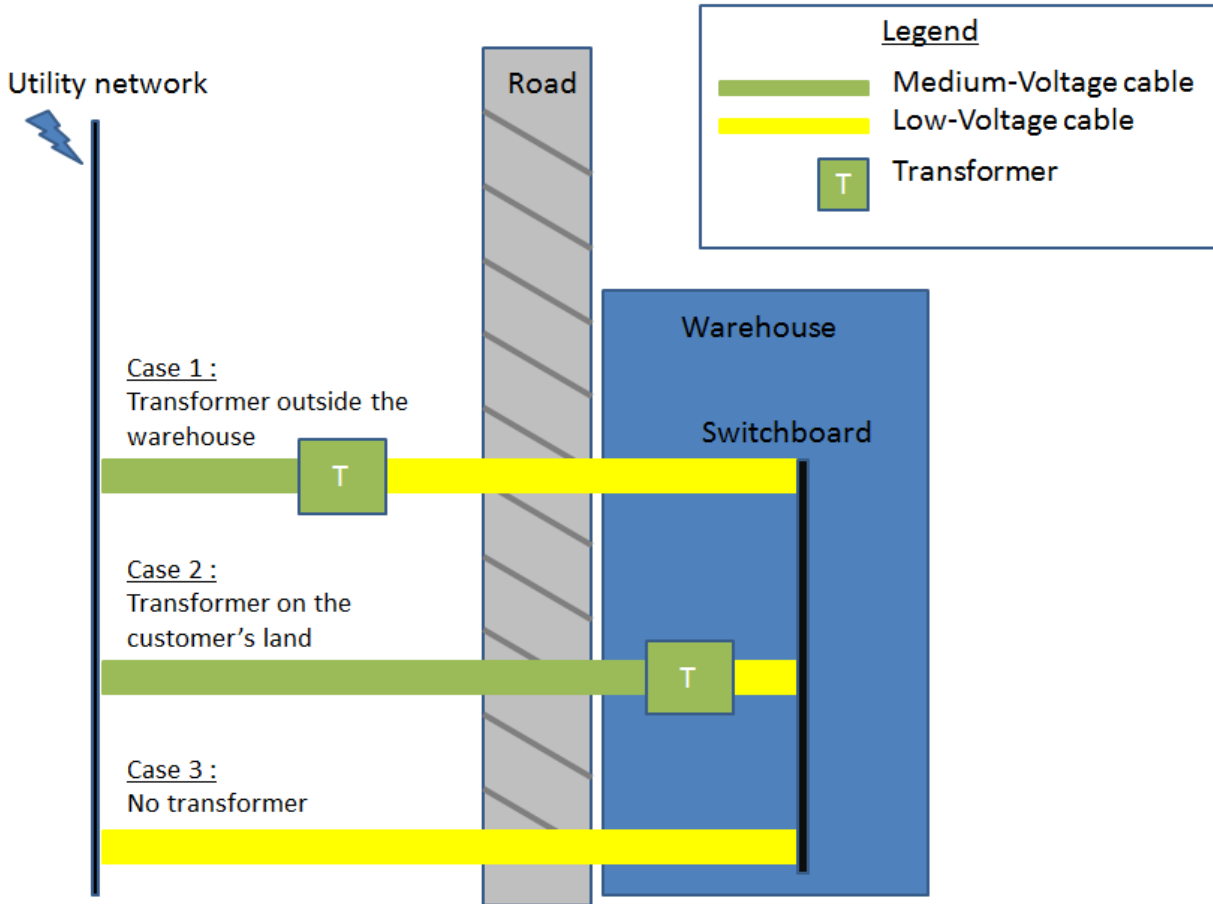 Legend
Medium-Voltage cable
Low-Voltage cable
T
Transformer
Utility network
Road
Warehouse
Switchboard
Case 1 :
Transformer outside the
warehouse
T
Case 2 :
Transformer on the
customer’s land
T
Case 3 :
No transformer